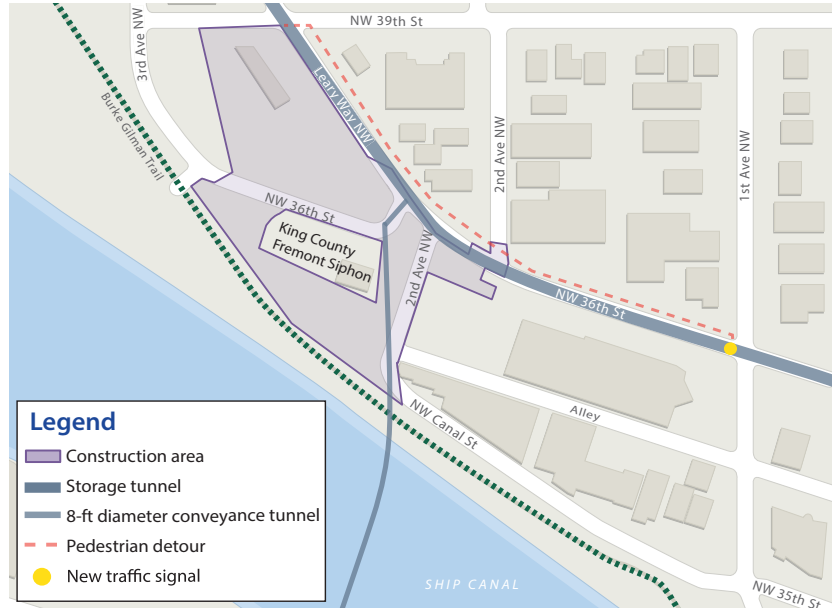 NW 39th St
3rd Ave NW
Leary Way NW
Burke Gilman Trail
2nd Ave NW
1st Ave NW
NW 36th St
King County
Fremont Siphon
2nd Ave NW
NW 36th St
Alley
NW Canal St
NW 35th St
SHIP CANAL
Legend
Construction area
Storage tunnel
8-ft diameter conveyance tunnel
Pedestrian detour
New traffic signal